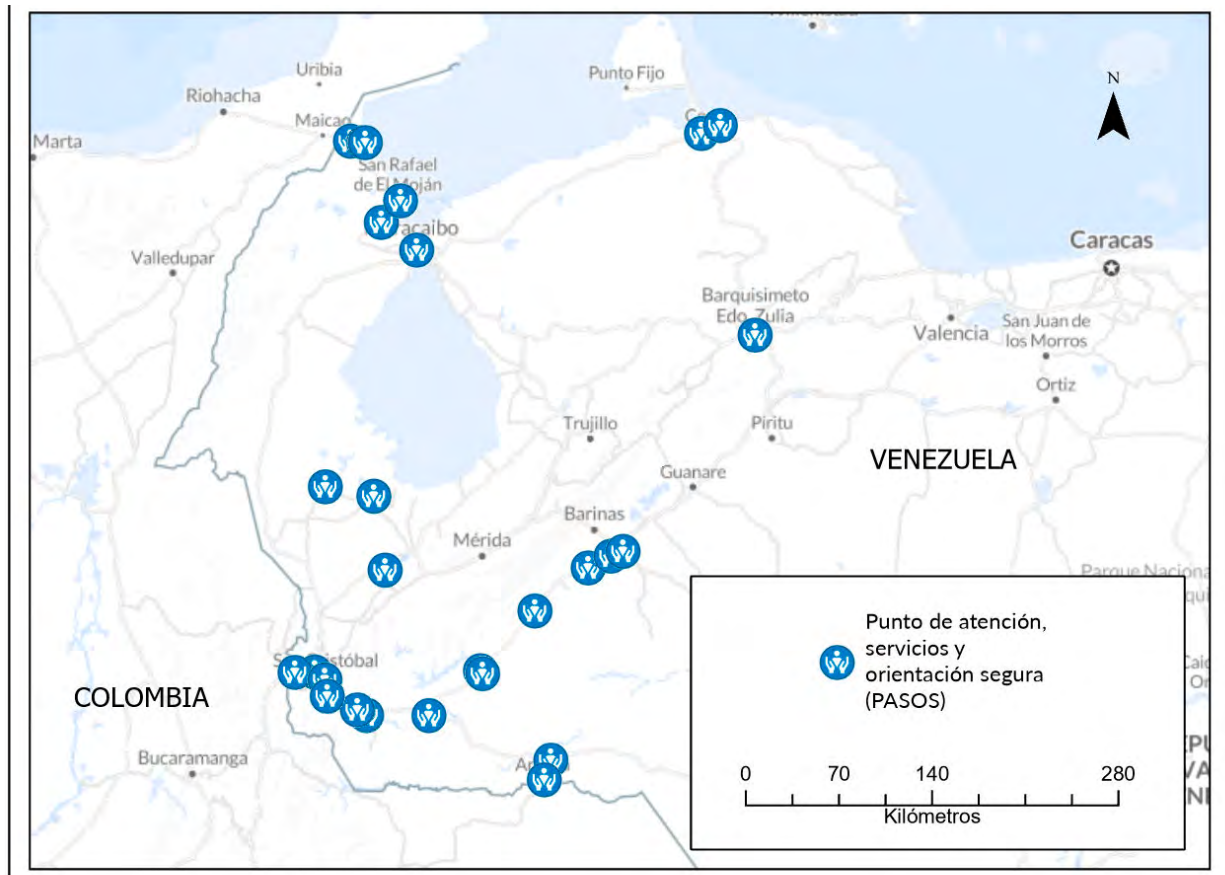 N
Uribia
Punto Fijo
Riohacha
Maicao
Marta
San Rafael
de El Moján
Caracas
Valledupar
Barquisimeto
Edo. Zulia
Valencia
San Juan de
los Morros
Ortiz
Trujillo
Píritu
VENEZUELA
Guanare
Barinas
Mérida
Parque Naciona
COLOMBIA
Bucaramanga
Punto de atención,
servicios y
orientación segura
(PASOS)
0 70 140 280
Kilómetros